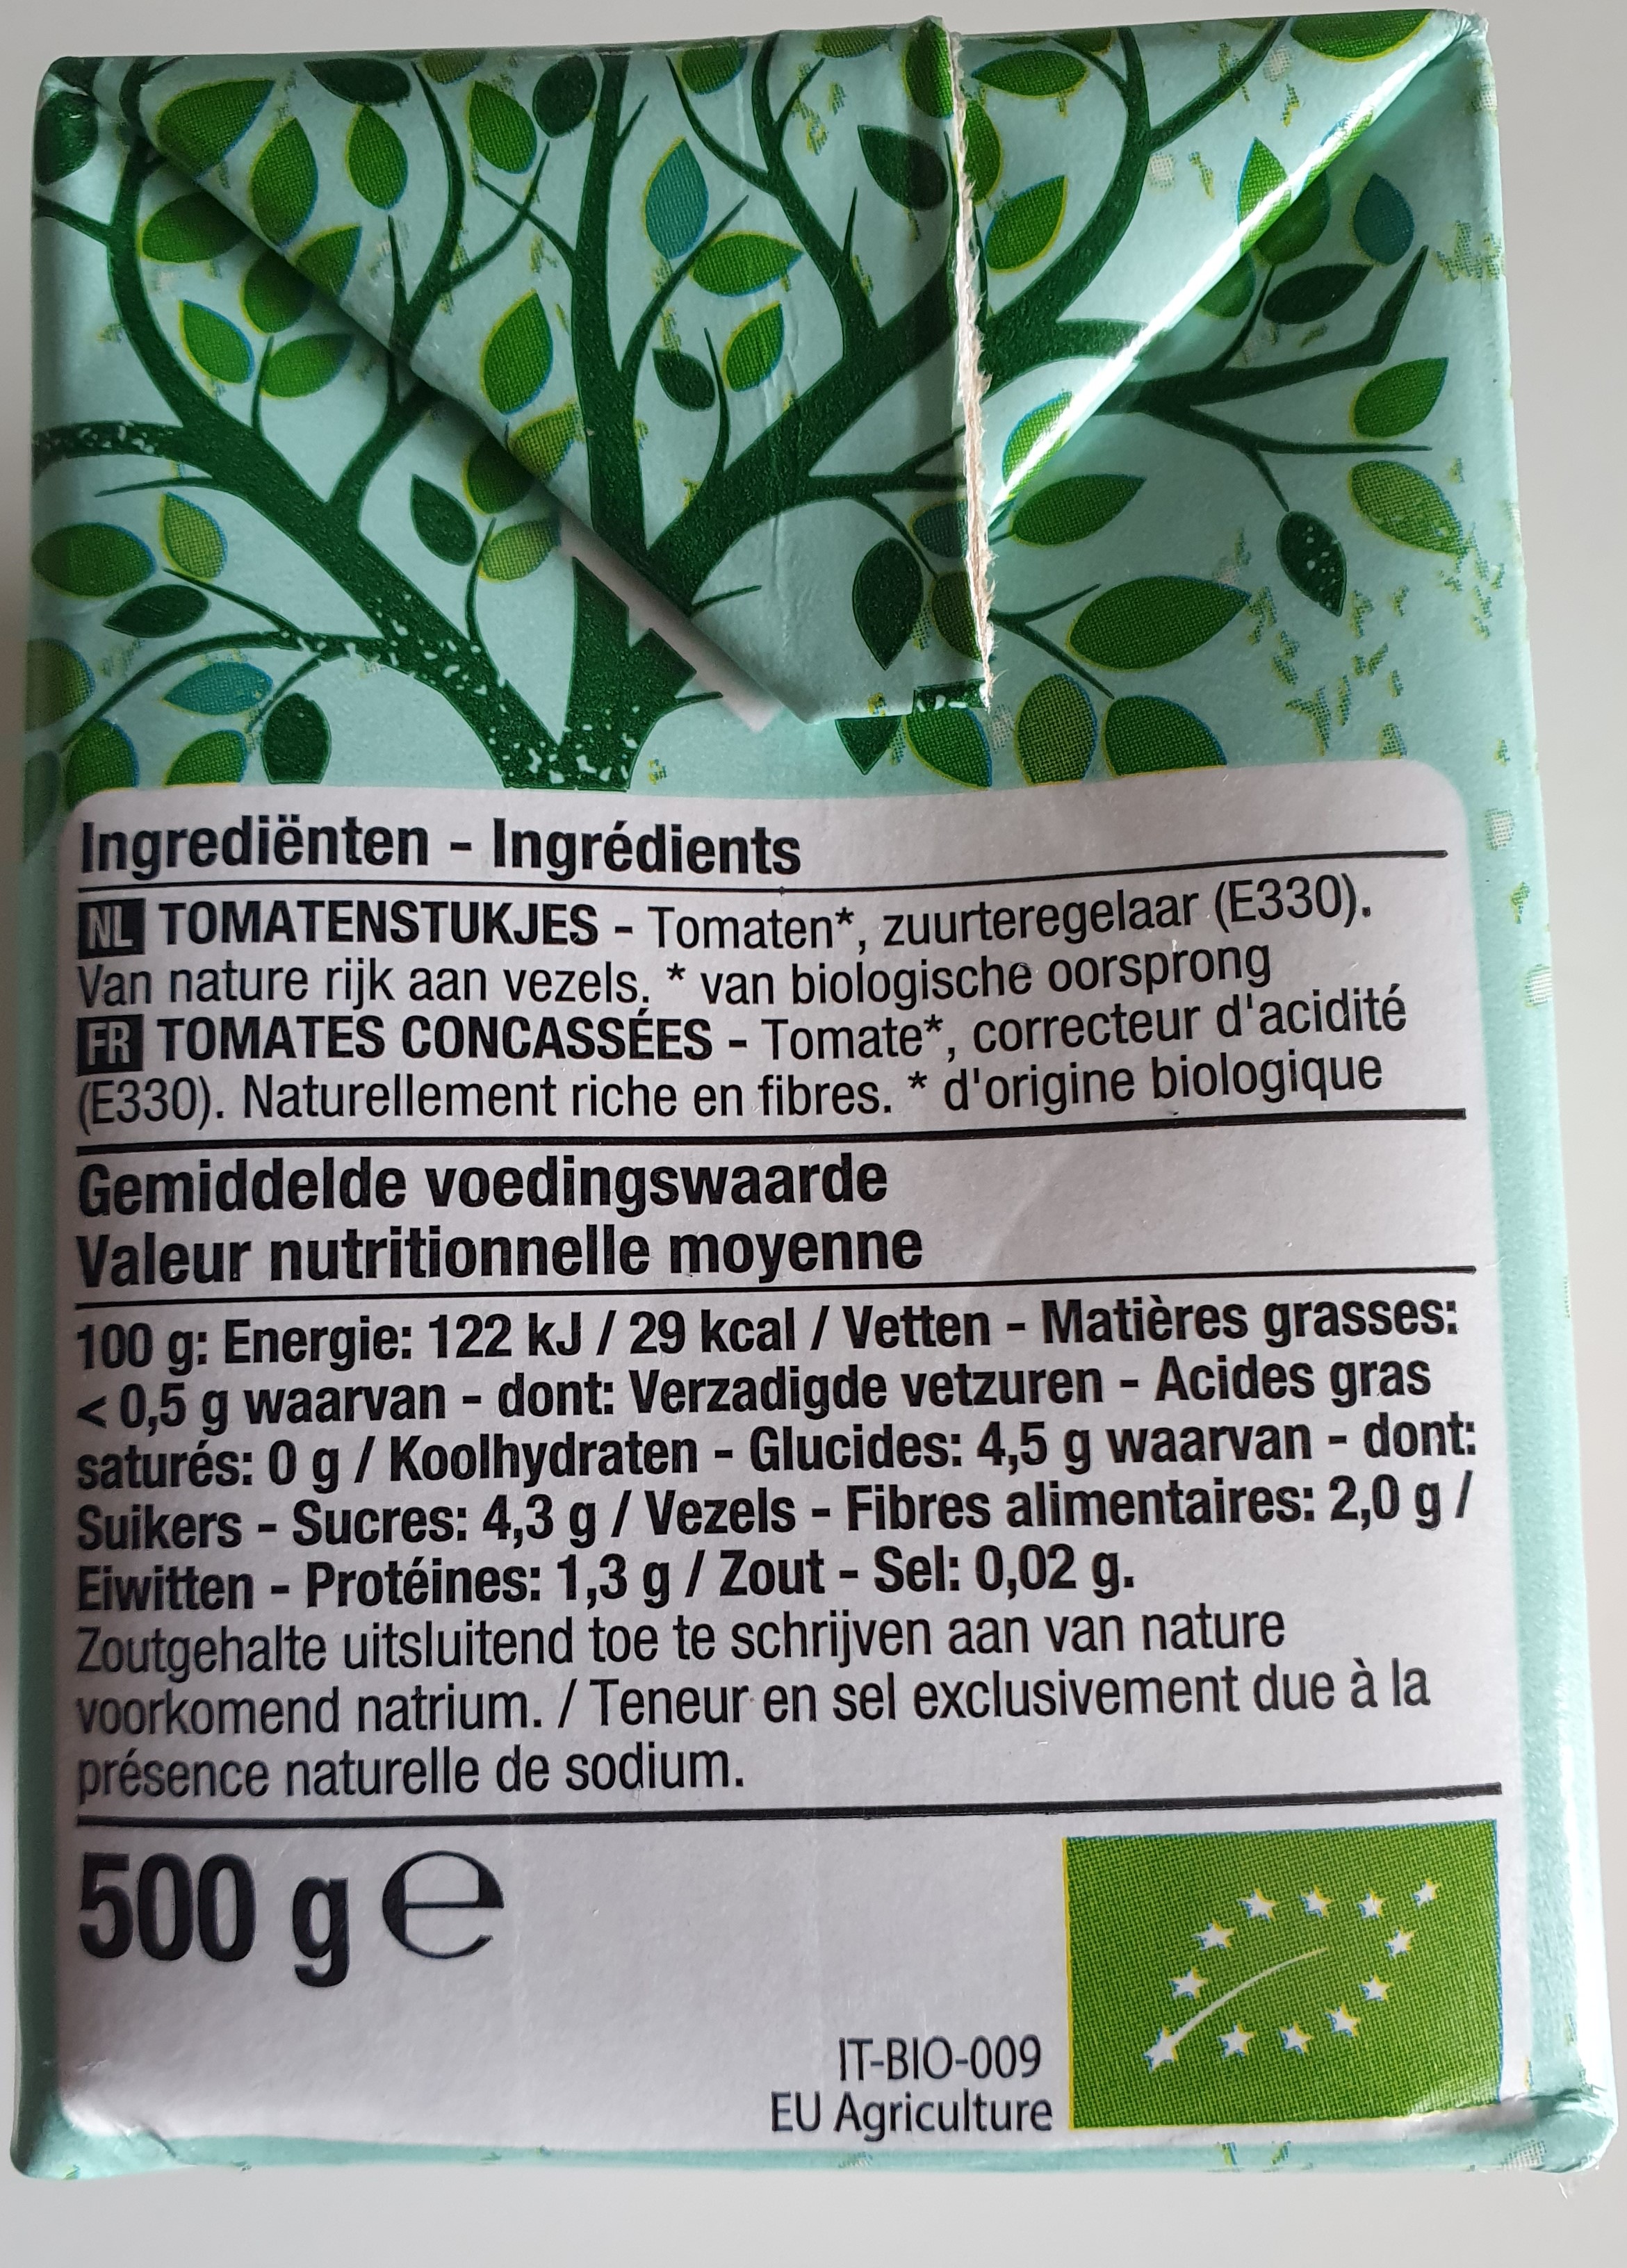 Ingrediënten - Ingrédients
NL TOMATENSTUKJES - Tomaten*, zuurteregelaar (E330).
Van nature rijk aan vezels. * van biologische oorsprong
FR TOMATES CONCASSÉES - Tomate*, correcteur d'acidité
(E330). Naturellement riche en fibres. * d'origine biologique
Gemiddelde voedingswaarde
Valeur nutritionnelle moyenne
100 g: Energie: 122 kJ / 29 kcal / Vetten - Matières grasses:
< 0,5 g waarvan - dont: Verzadigde vetzuren - Acides gras
saturés: 0 g / Koolhydraten - Glucides: 4,5 g waarvan - dont:
Suikers - Sucres: 4,3 g / Vezels - Fibres alimentaires: 2,0 g /
Eiwitten - Protéines: 1,3 g / Zout - Sel: 0,02 g.
Zoutgehalte uitsluitend toe te schrijven aan van nature
voorkomend natrium. / Teneur en sel exclusivement due à la
présence naturelle de sodium.
500 g e
IT-BIO-009
EU Agriculture